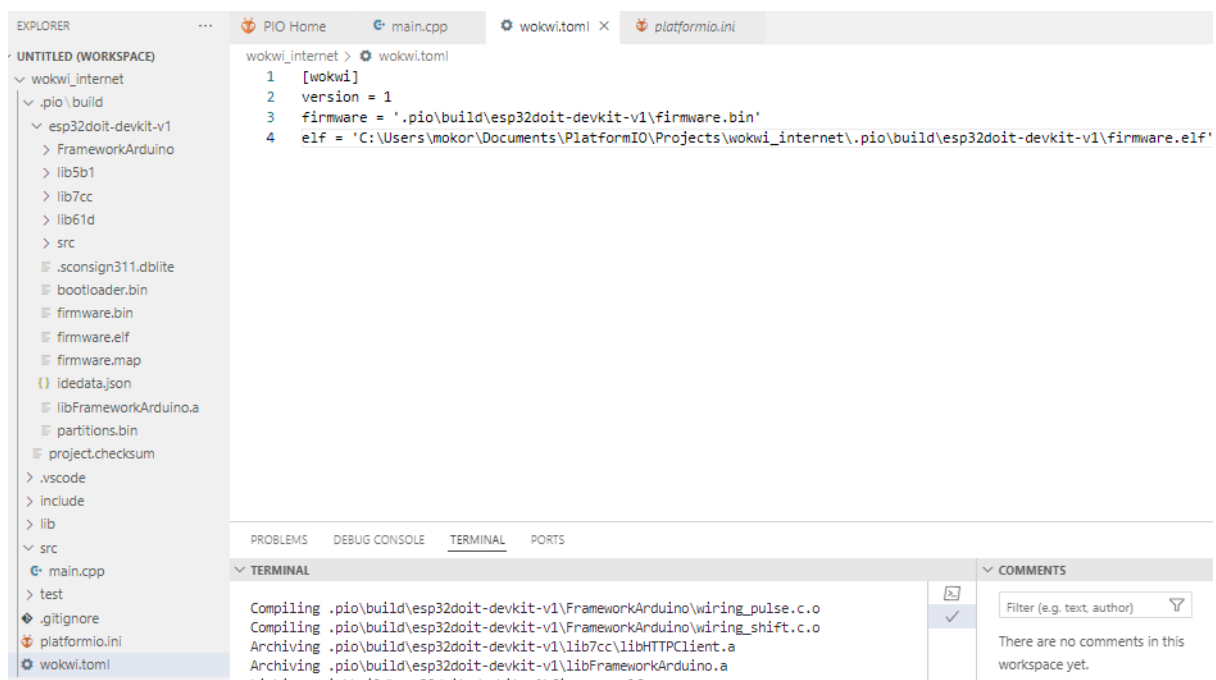 EXPLORER ···
UNTITLED (WORKSPACE)
wokwi_internet
.pio\build
esp32doit-devkit-v1
FrameworkArduino
lib5b1
lib7cc
lib61d
src
.sconsign311.dblite
bootloader.bin
firmware.bin
firmware.elf
firmware.map
{} idedata.json
libFrameworkArduino.a
partitions.bin
project.checksum
.vscode
include
lib
src
main.cpp
test
.gitignore
platformio.ini
wokwi.toml
PIO Home main.cpp wokwi.toml platformio.ini
wokwi_internet > wokwi.toml
1 [wokwi]
2 version = 1
3 firmware = '.pio\build\esp32doit-devkit-v1\firmware.bin'
4 elf = 'C:\Users\mokor\Documents\PlatformIO\Projects\wokwi_internet\.pio\build\esp32doit-devkit-v1\firmware.elf'
PROBLEMS DEBUG CONSOLE TERMINAL PORTS
TERMINAL
Compiling .pio\build\esp32doit-devkit-v1\FrameworkArduino\wiring_pulse.c.o
Compiling .pio\build\esp32doit-devkit-v1\FrameworkArduino\wiring_shift.c.o
Archiving .pio\build\esp32doit-devkit-v1\lib7cc\libHTTPClient.a
Archiving .pio\build\esp32doit-devkit-v1\libFrameworkArduino.a
COMMENTS
Filter (e.g. text, author)
There are no comments in this
workspace yet.